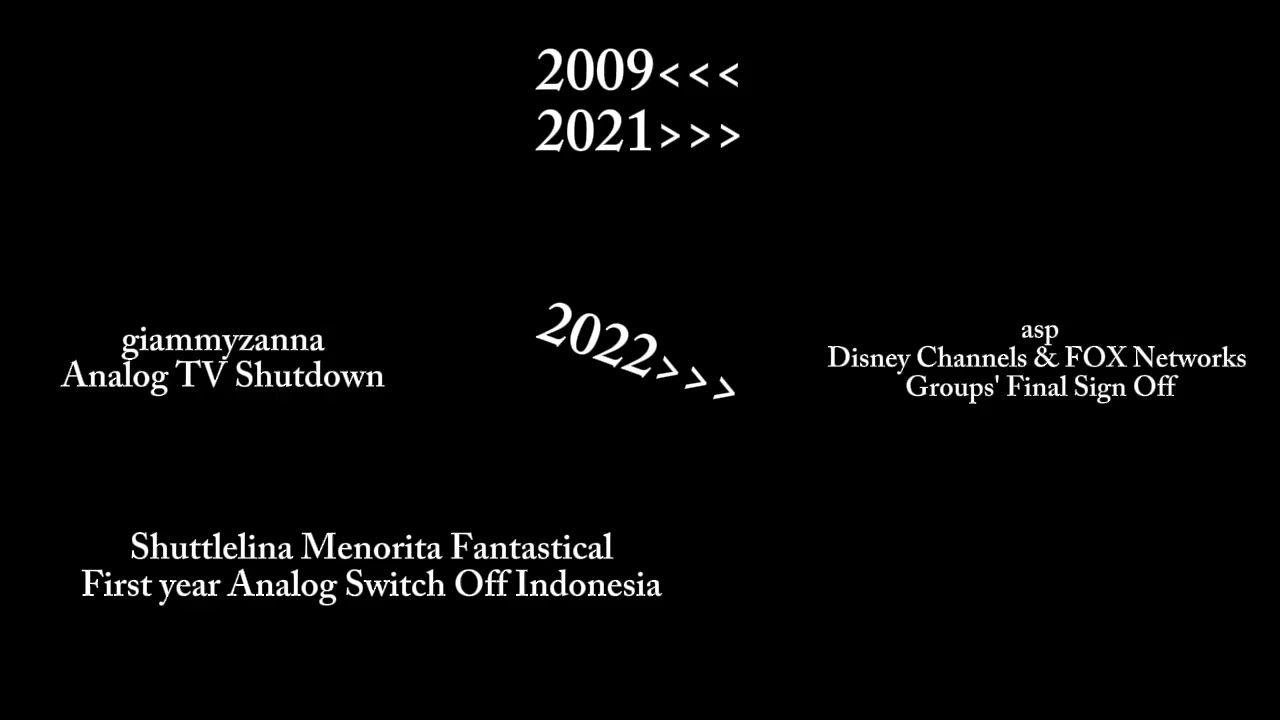 2009<<<
2021>>>
giammyzanna
Analog TV Shutdown
2022>>>
asp
Disney Channels & FOX Networks
Groups' Final Sign Off
Shuttlelina Menorita Fantastical
First year Analog Switch Off Indonesia